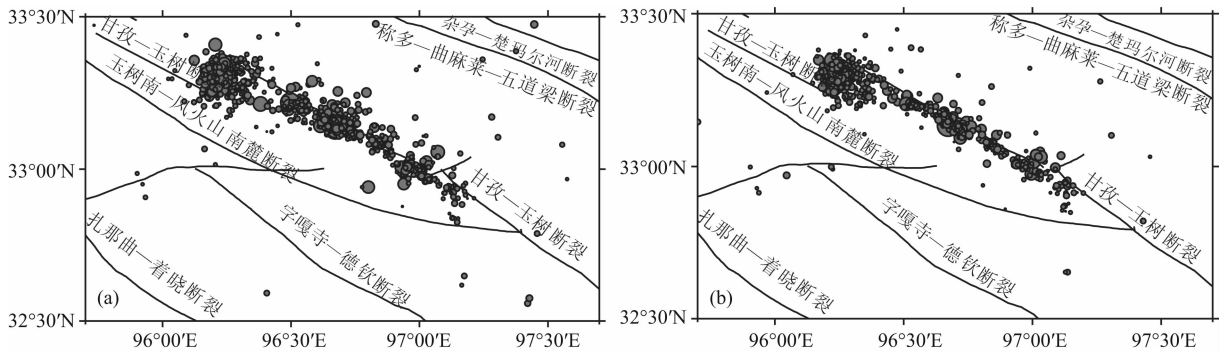 33°30′N
33°00′N
32°30′N
96°00′E
96°30′E
97°00′E
97°30′E
甘孜—玉树断裂
玉树南—风火山南麓断裂
杂孕—楚玛尔河断裂
称多—曲麻莱—五道梁断裂
甘孜—玉树断裂
字嘎寺—德钦断裂
扎那曲—着晓断裂
(a)
33°30′N
33°00′N
32°30′N
96°00′E
96°30′E
97°00′E
97°30′E
甘孜—玉树断裂
玉树南—风火山南麓断裂
杂孕—楚玛尔河断裂
称多—曲麻莱—五道梁断裂
甘孜—玉树断裂
字嘎寺—德钦断裂
扎那曲—着晓断裂
(b)